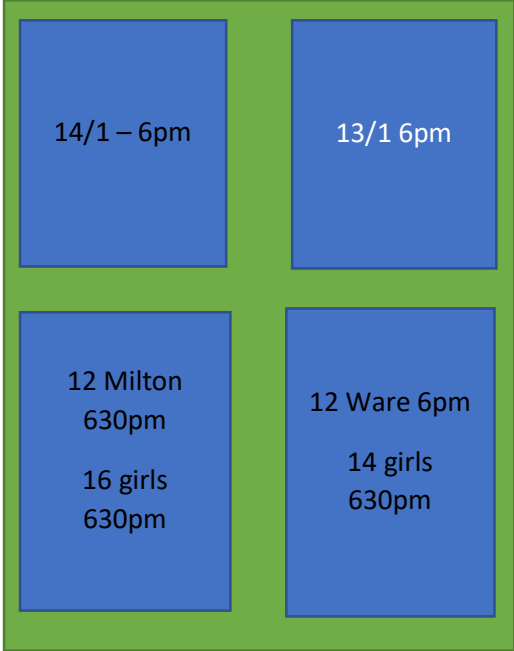 14/1 – 6pm
13/1 6pm
12 Milton
630pm
16 girls
630pm
12 Ware 6pm
14 girls
630pm